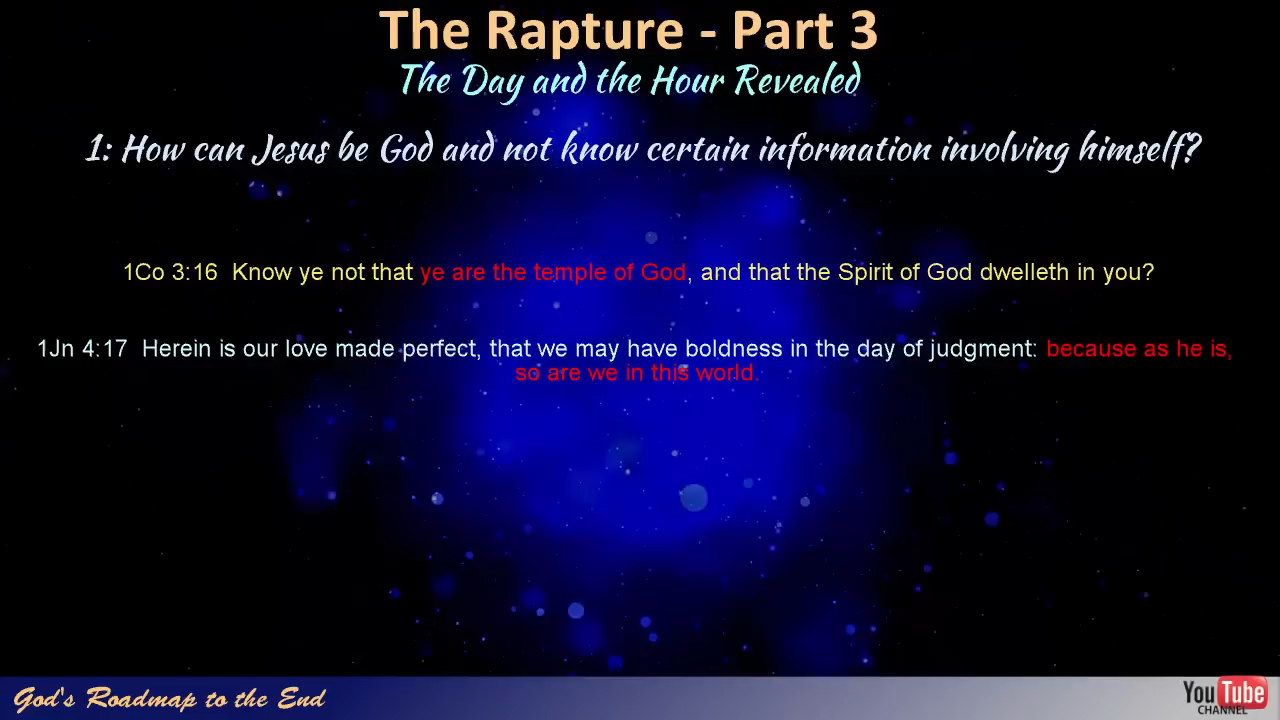 The Rapture - Part 3
The Day and the Hour Revealed
1: How can Jesus be God and not know certain information involving himself?
1Co 3:16  Know ye not that ye are the temple of God, and that the Spirit of God dwelleth in you?
1Jn 4:17  Herein is our love made perfect, that we may have boldness in the day of judgment: because as he is,
so are we in this world.
God's Roadmap to the End
YouTube
CHANNEL